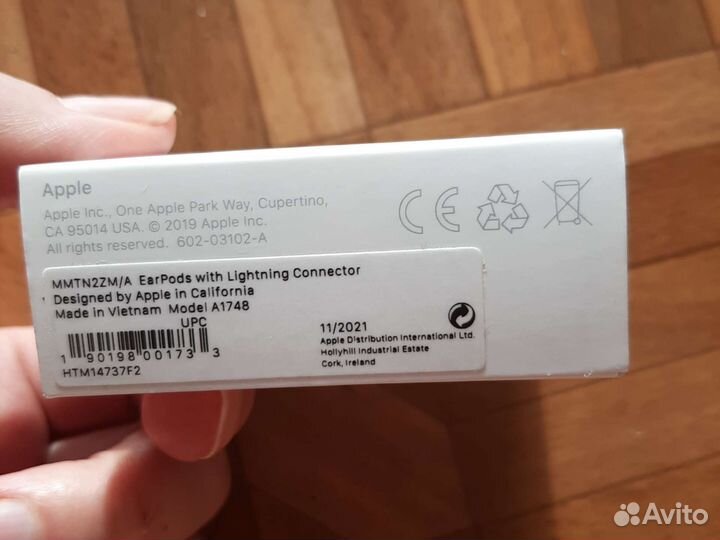 Apple
Apple Inc., One Apple Park Way, Cupertino,
CA 95014 USA. © 2019 Apple Inc.
All rights reserved. 602-03102-A
CE
MMTN2ZM/A EarPods with Lightning Connector
Designed by Apple in California
Made in Vietnam Model A1748
UPC
1 90198 00173 3
HTM14737F2
11/2021
Apple Distribution International Ltd.
Hollyhill Industrial Estate
Cork, Ireland
Avito